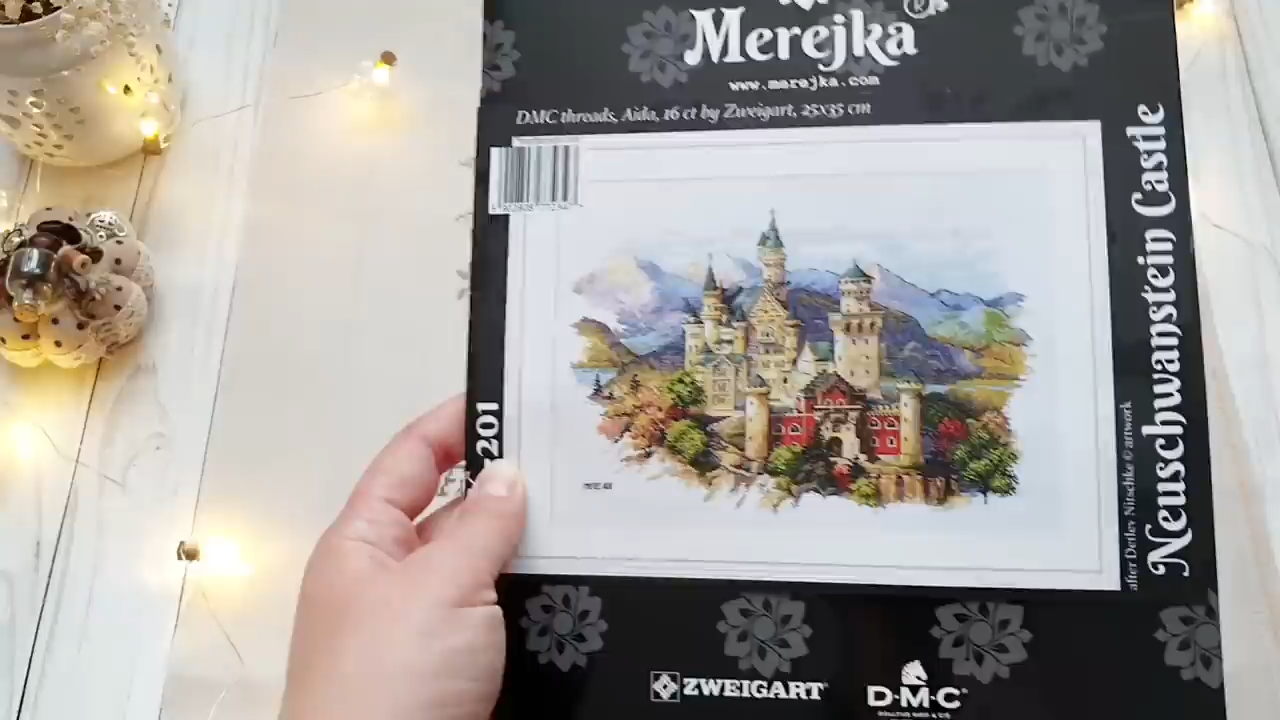 Merejka
www.merejka.com
DMC threads, Aida, 16 ct by Zweigart, 25x35 cm
201
Neuschwanstein Castle
after Detlev Nitschke © artwork
ZWEIGART
D·M·C